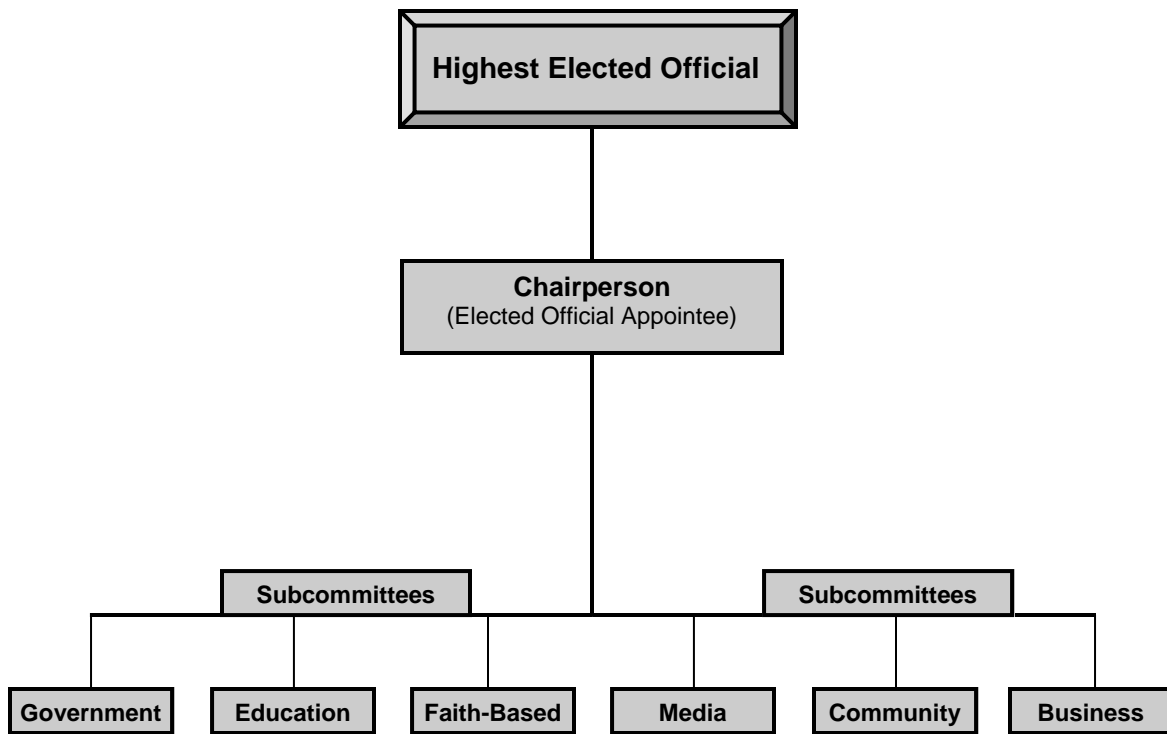 Highest Elected Official
Chairperson
(Elected Official Appointee)
Subcommittees
Subcommittees
Government
Education
Faith-Based
Media
Community
Business